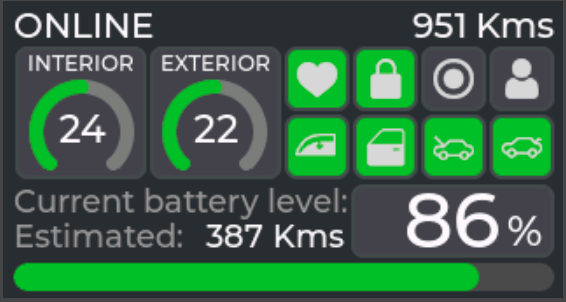 ONLINE 951 Kms
INTERIOR EXTERIOR
24 22
Current battery level:
Estimated: 387 Kms
86 %